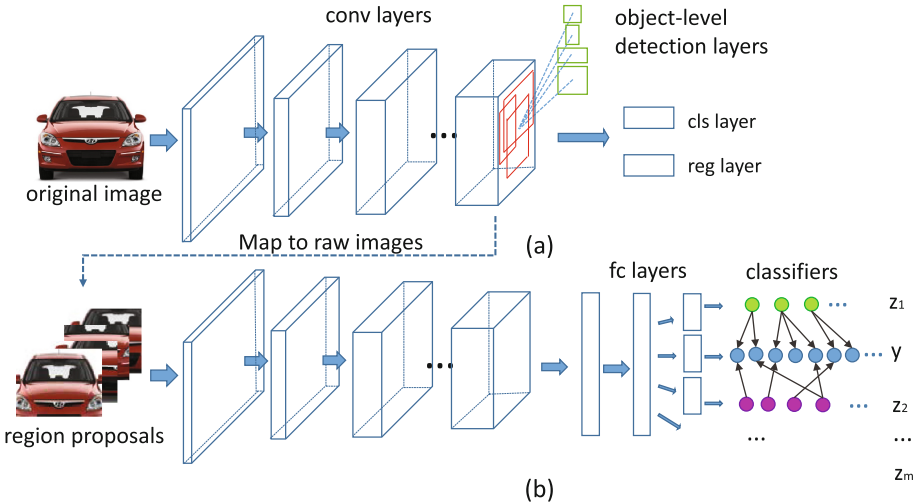 conv layers
object-level
detection layers
cls layer
reg layer
original image
Map to raw images
(a)
fc layers
classifiers
z1
y
z2
...
...
zm
region proposals
(b)